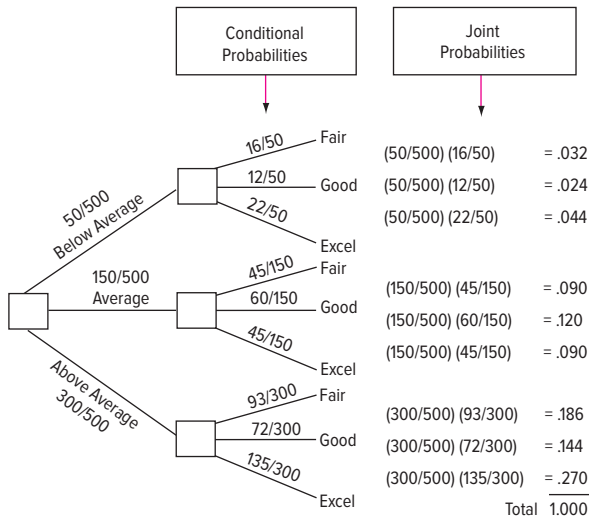 Conditional
Probabilities
Joint
Probabilities
16/50
Fair
(50/500) (16/50) = .032
12/50
Good
(50/500) (12/50) = .024
22/50
Excel
(50/500) (22/50) = .044
50/500
Below Average
45/150
Fair
(150/500) (45/150) = .090
150/500
Average
60/150
Good
(150/500) (60/150) = .120
45/150
Excel
(150/500) (45/150) = .090
Above Average
300/500
93/300
Fair
(300/500) (93/300) = .186
72/300
Good
(300/500) (72/300) = .144
135/300
Excel
(300/500) (135/300) = .270
Total 1.000